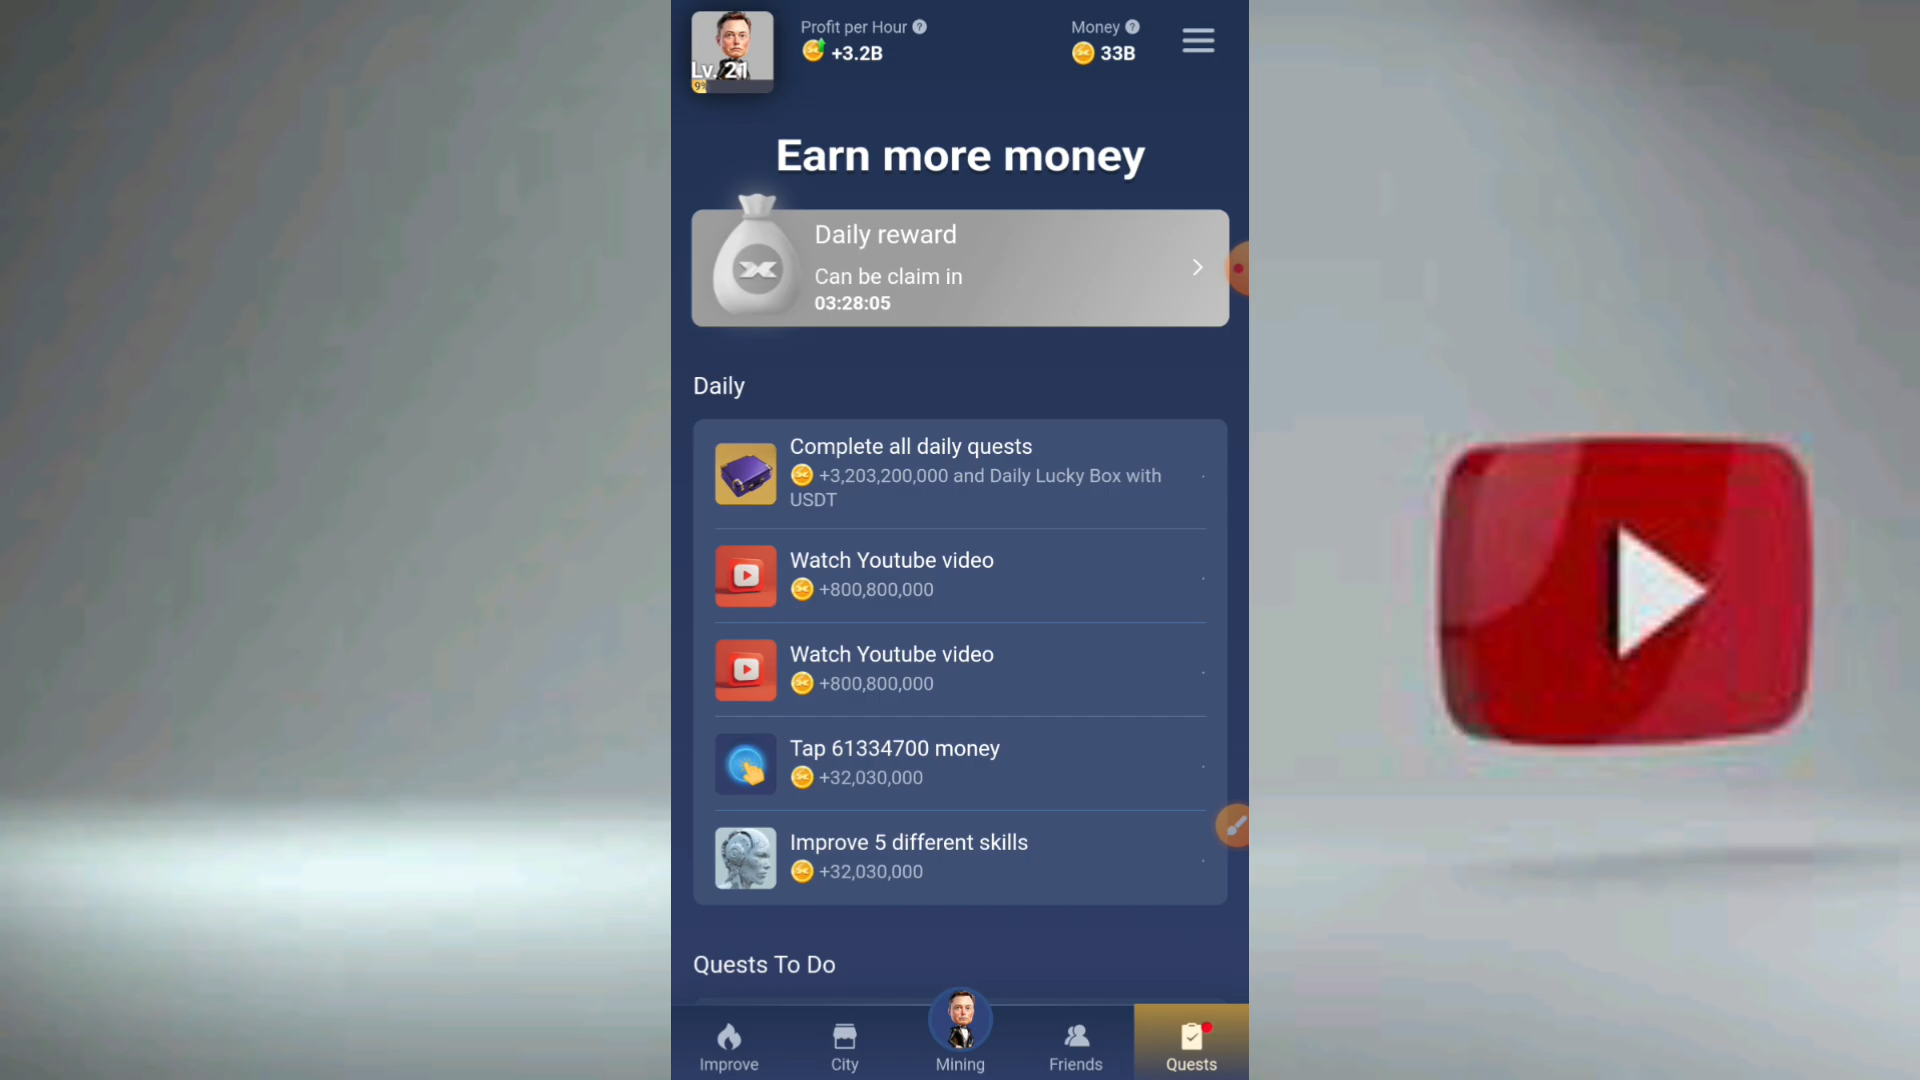 Profit per Hour
+3.2B
Money
33B
Lv. 21
9%
Earn more money
Daily reward
Can be claim in
03:28:05
Daily
Complete all daily quests
+3,203,200,000 and Daily Lucky Box with
USDT
Watch Youtube video
+800,800,000
Watch Youtube video
+800,800,000
Tap 61334700 money
+32,030,000
Improve 5 different skills
+32,030,000
Quests To Do
Improve
City
Mining
Friends
Quests